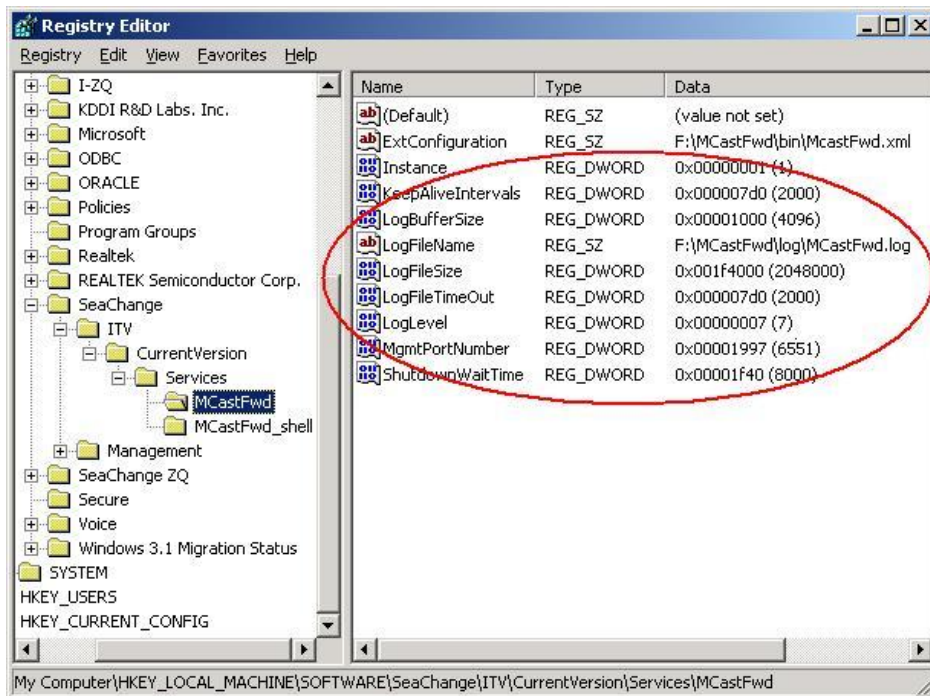 Registry Editor
Registry Edit View Favorites Help
I-ZQ
KDDI R&D Labs. Inc.
Microsoft
ODBC
ORACLE
Policies
Program Groups
Realtek
REALTEK Semiconductor Corp.
SeaChange
ITV
CurrentVersion
Services
MCastFwd
MCastFwd_shell
Management
SeaChange ZQ
Secure
Voice
Windows 3.1 Migration Status
SYSTEM
HKEY_USERS
HKEY_CURRENT_CONFIG
Name Type Data
(Default) REG_SZ (value not set)
ExtConfiguration REG_SZ F:\MCastFwd\bin\McastFwd.xml
Instance REG_DWORD 0x00000001 (1)
KeepAliveIntervals REG_DWORD 0x000007d0 (2000)
LogBufferSize REG_DWORD 0x00001000 (4096)
LogFileName REG_SZ F:\MCastFwd\log\MCastFwd.log
LogFileSize REG_DWORD 0x001f4000 (2048000)
LogFileTimeOut REG_DWORD 0x000007d0 (2000)
LogLevel REG_DWORD 0x00000007 (7)
MgmtPortNumber REG_DWORD 0x00001997 (6551)
ShutdownWaitTime REG_DWORD 0x00001f40 (8000)
My Computer\HKEY_LOCAL_MACHINE\SOFTWARE\SeaChange\ITV\CurrentVersion\Services\MCastFwd